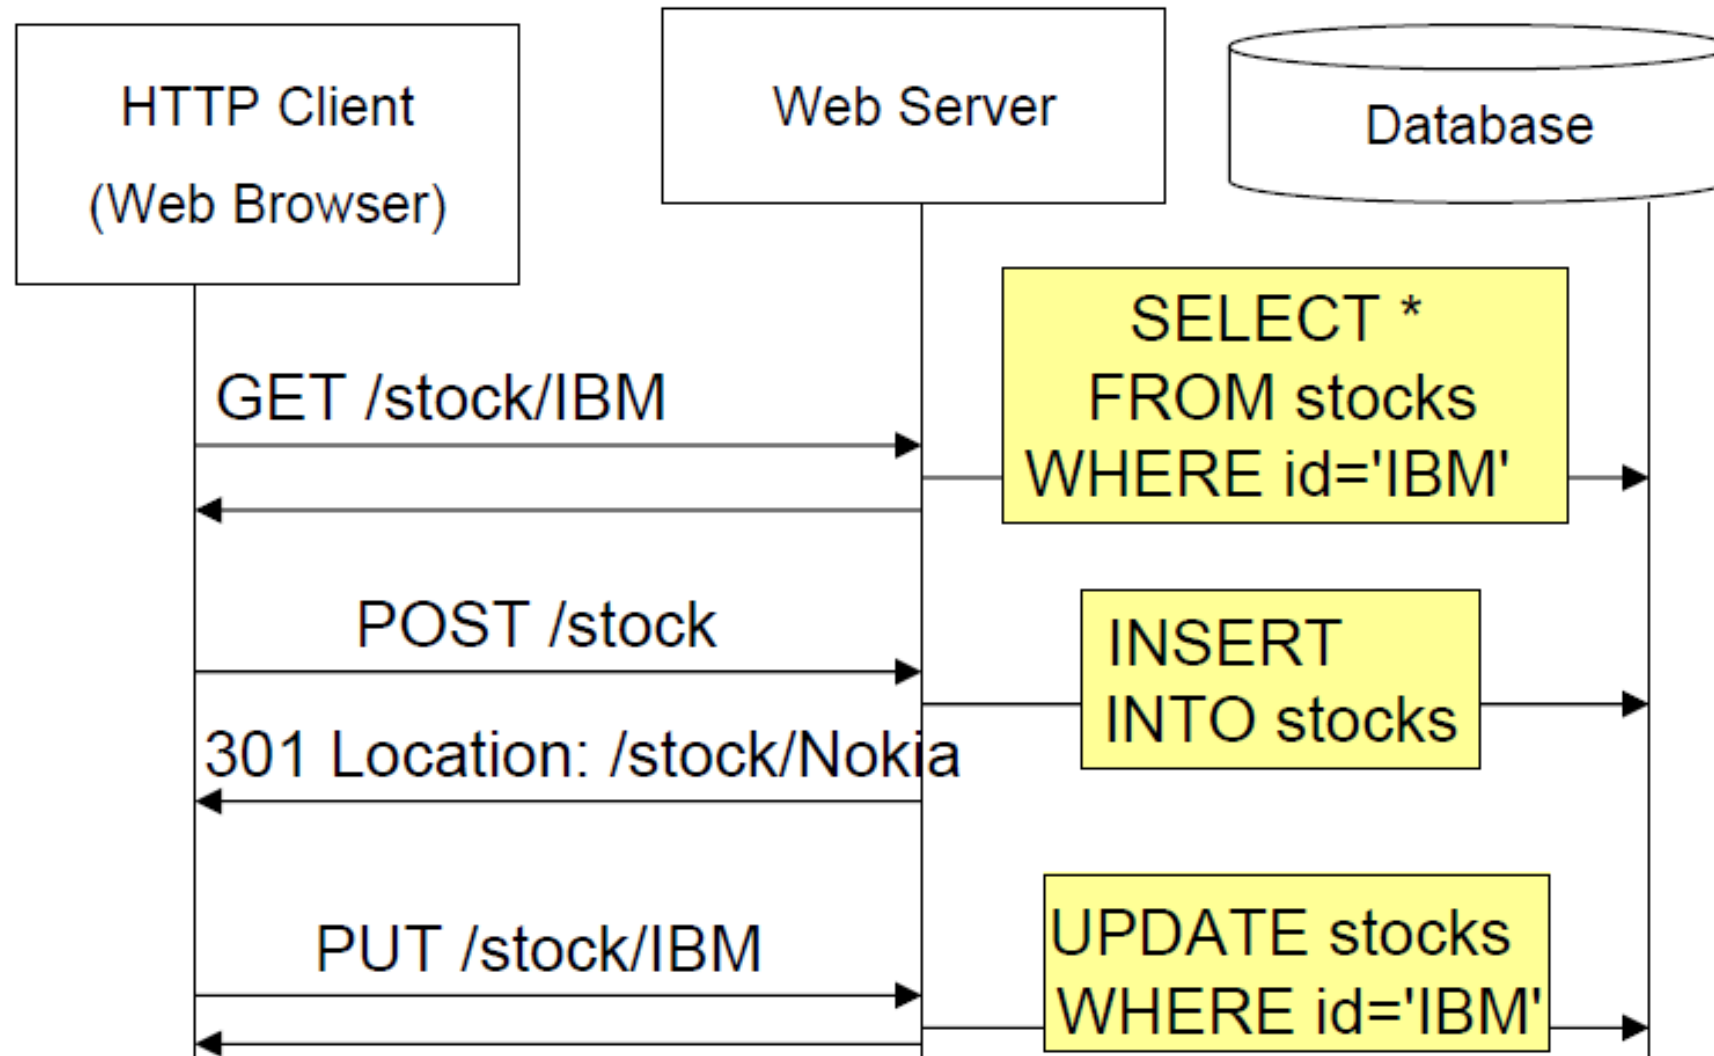 HTTP Client
(Web Browser)
Web Server
Database
GET /stock/IBM
SELECT *
FROM stocks
WHERE id='IBM'
POST /stock
INSERT
INTO stocks
301 Location: /stock/Nokia
PUT /stock/IBM
UPDATE stocks
WHERE id='IBM'